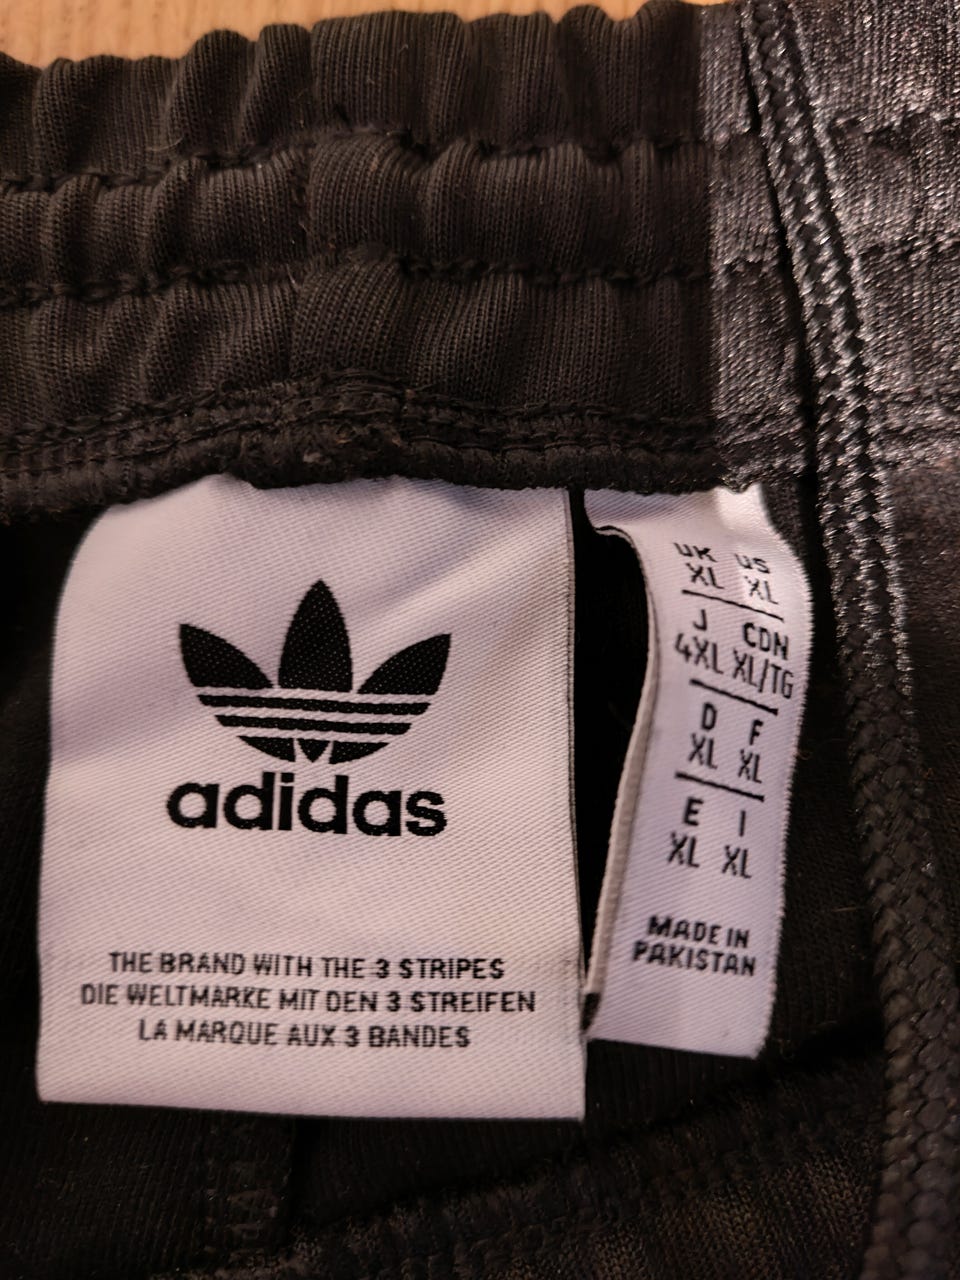 adidas
THE BRAND WITH THE 3 STRIPES
DIE WELTMARKE MIT DEN 3 STREIFEN
LA MARQUE AUX 3 BANDES
UK US
XL XL
J CDN
4XL XL/TG
D F
XL XL
E I
XL XL
MADE IN
PAKISTAN